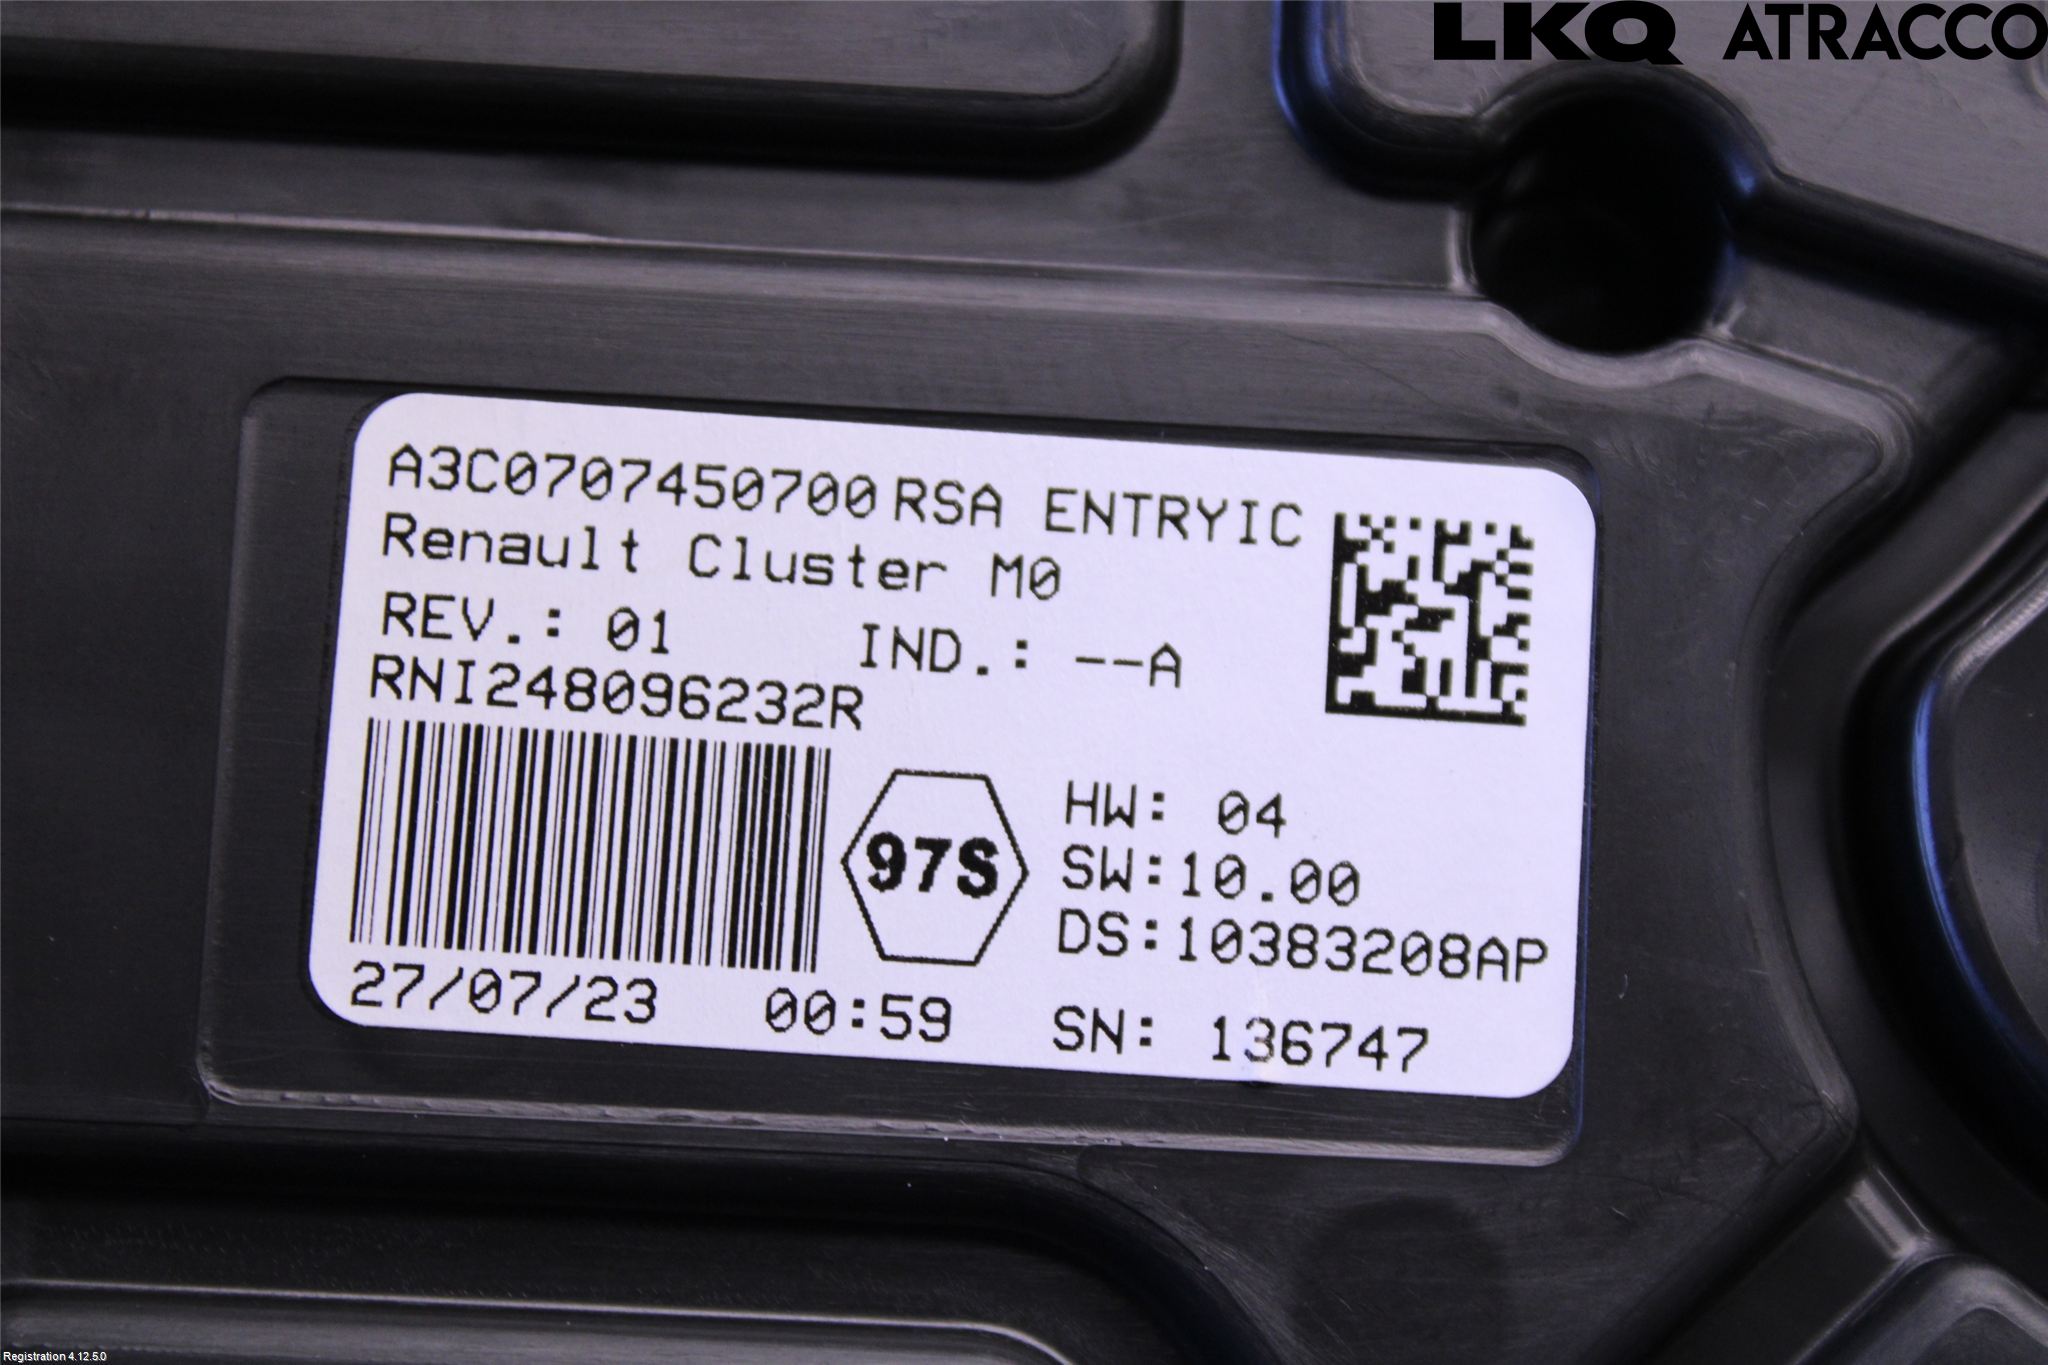 LKQ ATRACCO
A3C0707450700 RSA ENTRYIC
Renault Cluster M0
REV.: 01 IND.: --A
RNI248096232R
97S
HW: 04
SW:10.00
DS:10383208AP
27/07/23 00:59 SN: 136747
Registration 4.12.5.0